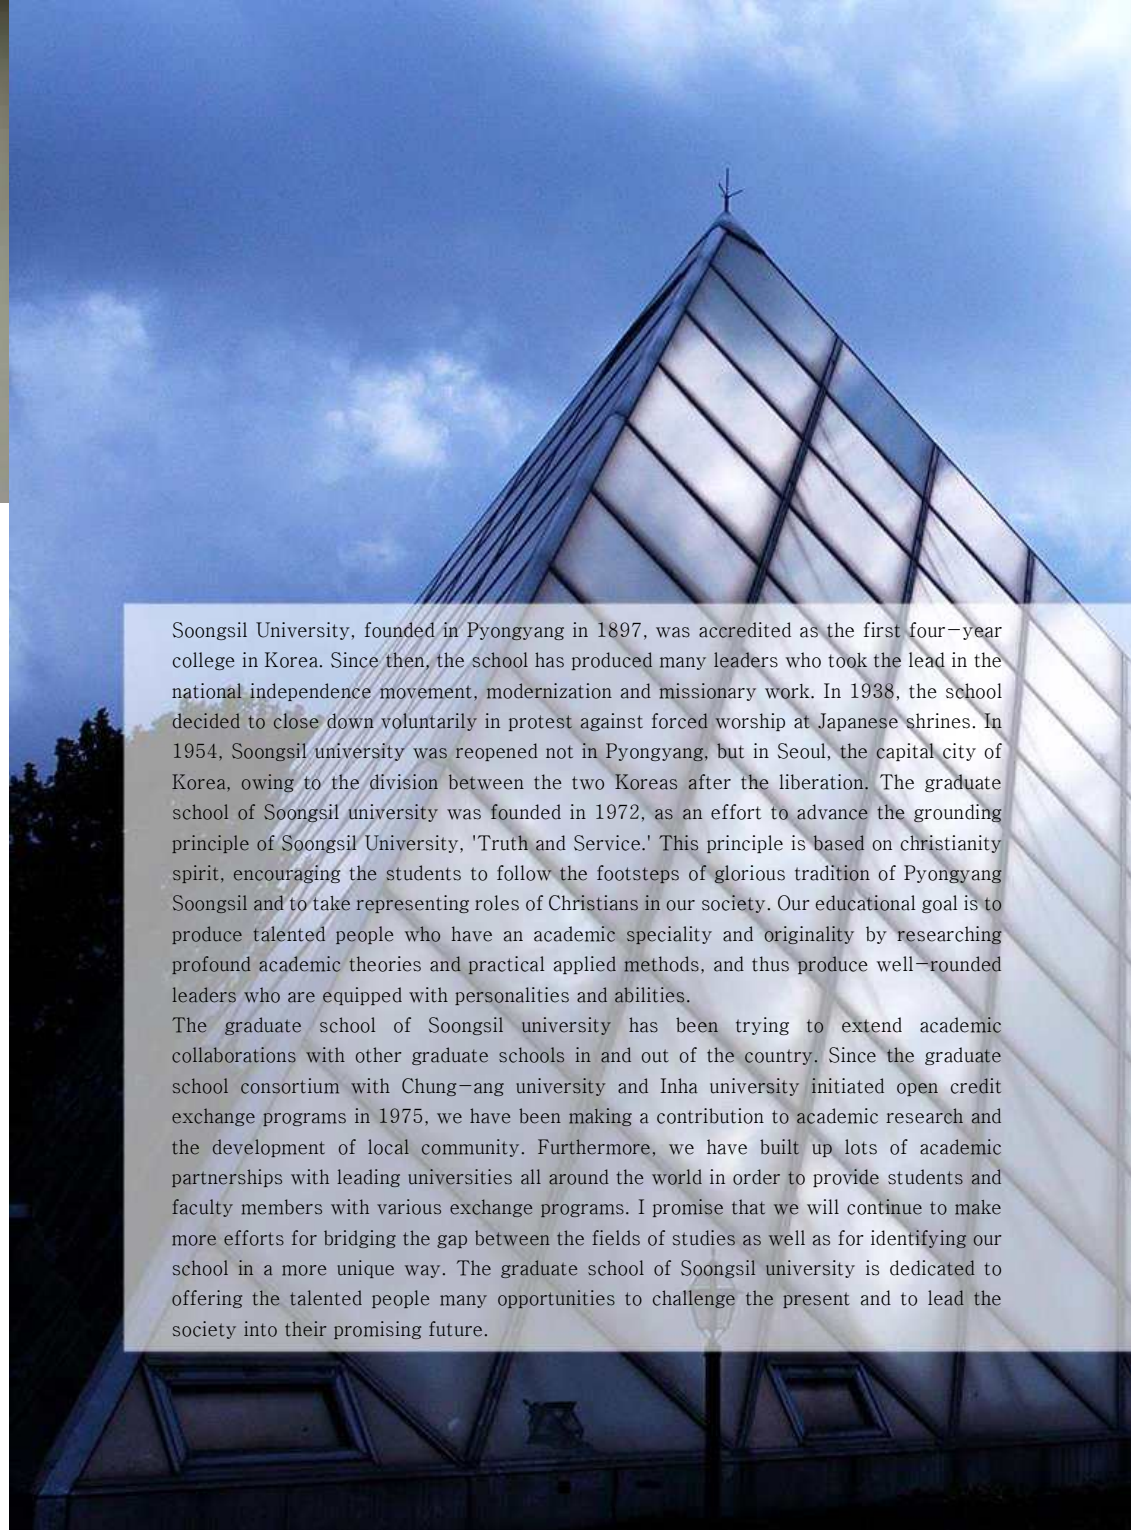 Soongsil University, founded in Pyongyang in 1897, was accredited as the first four-year
college in Korea. Since then, the school has produced many leaders who took the lead in the
national independence movement, modernization and missionary work. In 1938, the school
decided to close down voluntarily in protest against forced worship at Japanese shrines. In
1954, Soongsil university was reopened not in Pyongyang, but in Seoul, the capital city of
Korea, owing to the division between the two Koreas after the liberation. The graduate
school of Soongsil university was founded in 1972, as an effort to advance the grounding
principle of Soongsil University, 'Truth and Service.' This principle is based on christianity
spirit, encouraging the students to follow the footsteps of glorious tradition of Pyongyang
Soongsil and to take representing roles of Christians in our society. Our educational goal is to
produce talented people who have an academic speciality and originality by researching
profound academic theories and practical applied methods, and thus produce well-rounded
leaders who are equipped with personalities and abilities.
The graduate school of Soongsil university has been trying to extend academic
collaborations with other graduate schools in and out of the country. Since the graduate
school consortium with Chung-ang university and Inha university initiated open credit
exchange programs in 1975, we have been making a contribution to academic research and
the development of local community. Furthermore, we have built up lots of academic
partnerships with leading universities all around the world in order to provide students and
faculty members with various exchange programs. I promise that we will continue to make
more efforts for bridging the gap between the fields of studies as well as for identifying our
school in a more unique way. The graduate school of Soongsil university is dedicated to
offering the talented people many opportunities to challenge the present and to lead the
society into their promising future.